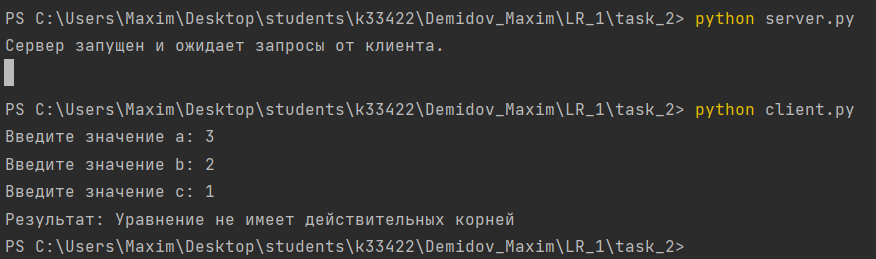 PS C:\Users\Maxim\Desktop\students\k33422\Demidov_Maxim\LR_1\task_2> python server.py
Сервер запущен и ожидает запросы от клиента.
PS C:\Users\Maxim\Desktop\students\k33422\Demidov_Maxim\LR_1\task_2> python client.py
Введите значение a: 3
Введите значение b: 2
Введите значение c: 1
Результат: Уравнение не имеет действительных корней
PS C:\Users\Maxim\Desktop\students\k33422\Demidov_Maxim\LR_1\task_2>